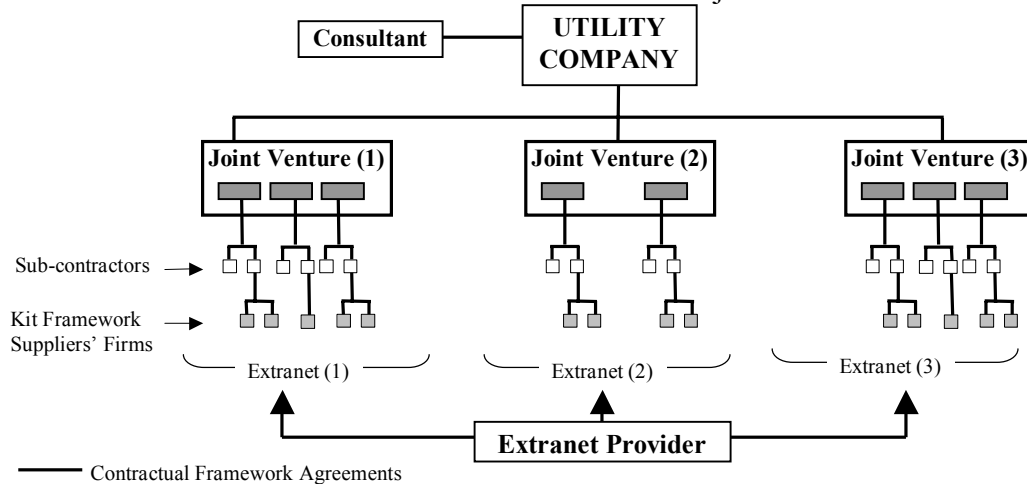 Consultant
UTILITY
COMPANY
Joint Venture (1)
Joint Venture (2)
Joint Venture (3)
Sub-contractors
Kit Framework
Suppliers’ Firms
Extranet (1)
Extranet (2)
Extranet (3)
Extranet Provider
Contractual Framework Agreements